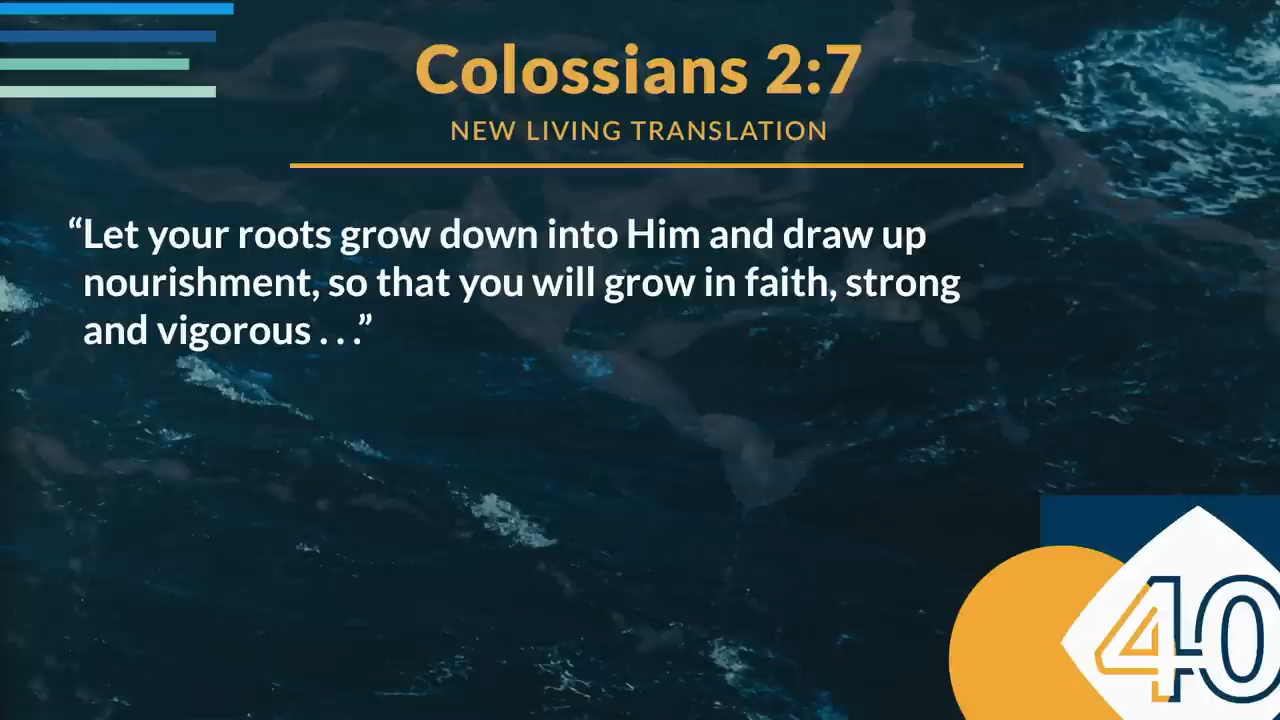 Colossians 2:7
NEW LIVING TRANSLATION
“Let your roots grow down into Him and draw up
nourishment, so that you will grow in faith, strong
and vigorous . . .”
40